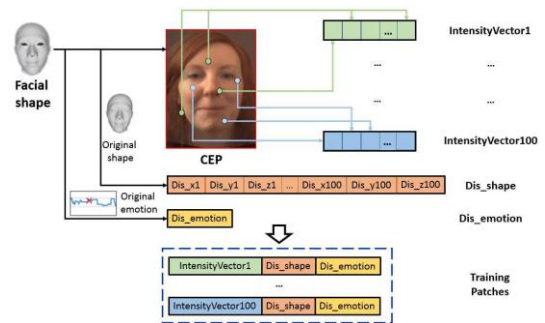 Facial
shape
Original
shape
Original
emotion
CEP
...
IntensityVector1
...
...
...
...
...
IntensityVector100
Dis_x1 Dis_y1 Dis_z1 ... Dis_x100 Dis_y100 Dis_z100
Dis_shape
Dis_emotion
Dis_emotion
IntensityVector1 Dis_shape Dis_emotion
...
IntensityVector100 Dis_shape Dis_emotion
Training
Patches